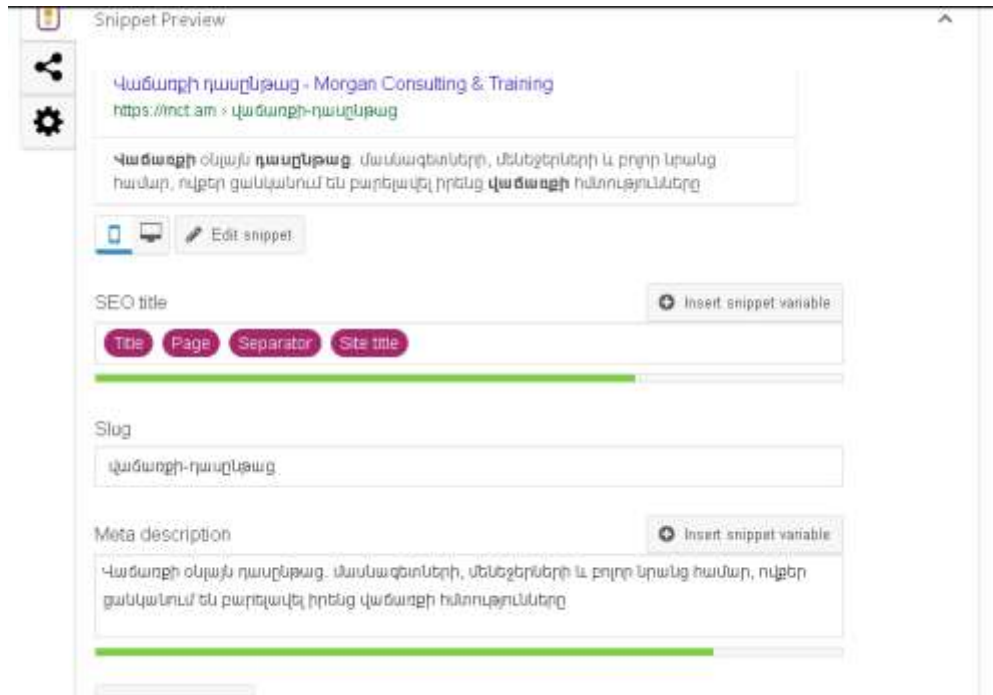 Snippet Preview
Վաճառքի դասընթաց - Morgan Consulting & Training
https://mct.am › վաճառքի-դասընթաց
Վաճառքի օնլայն դասընթաց. մասնագետների, մենեջերների և բոլոր նրանց
համար, ովքեր ցանկանում են բարելավել իրենց վաճառքի հմտությունները
Edit snippet
SEO title
Insert snippet variable
Title Page Separator Site title
Slug
վաճառքի-դասընթաց
Meta description
Insert snippet variable
Վաճառքի օնլայն դասընթաց. մասնագետների, մենեջերների և բոլոր նրանց համար, ովքեր
ցանկանում են բարելավել իրենց վաճառքի հմտությունները